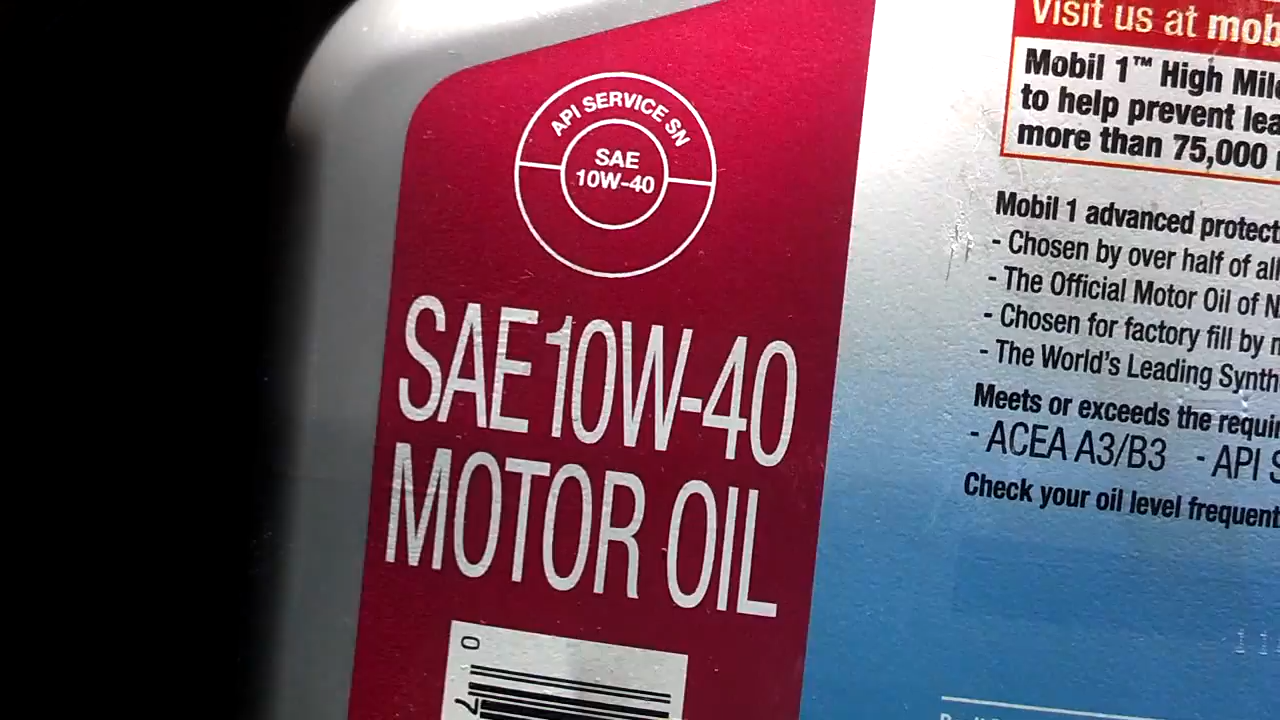 API SERVICE SN
SAE
10W-40
SAE 10W-40
MOTOR OIL
0
7
Visit us at mob
Mobil 1™ High Mil
to help prevent lea
more than 75,000
Mobil 1 advanced protect
- Chosen by over half of all
- The Official Motor Oil of N
- Chosen for factory fill by
- The World's Leading Synth
Meets or exceeds the requi
- ACEA A3/B3 - API S
Check your oil level frequent